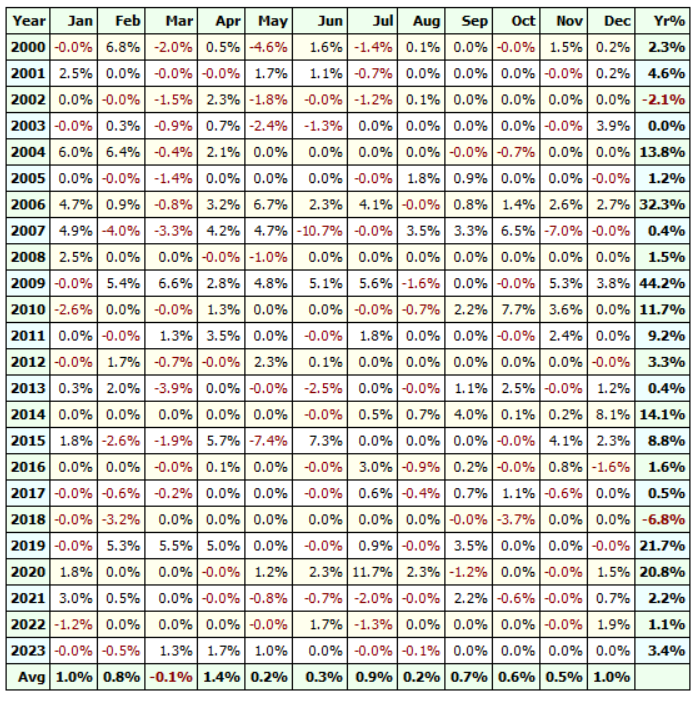 Year Jan Feb Mar Apr May Jun Jul Aug Sep Oct Nov Dec Yr%
2000 -0.0% 6.8% -2.0% 0.5% -4.6% 1.6% -1.4% 0.1% 0.0% -0.0% 1.5% 0.2% 2.3%
2001 2.5% 0.0% -0.0% -0.0% 1.7% 1.1% -0.7% 0.0% 0.0% 0.0% -0.0% 0.2% 4.6%
2002 0.0% -0.0% -1.5% 2.3% -1.8% -0.0% -1.2% 0.1% 0.0% 0.0% 0.0% 0.0% -2.1%
2003 -0.0% 0.3% -0.9% 0.7% -2.4% -1.3% 0.0% 0.0% 0.0% 0.0% -0.0% 3.9% 0.0%
2004 6.0% 6.4% -0.4% 2.1% 0.0% 0.0% 0.0% 0.0% -0.0% -0.7% 0.0% 0.0% 13.8%
2005 0.0% -0.0% -1.4% 0.0% 0.0% 0.0% -0.0% 1.8% 0.9% 0.0% 0.0% -0.0% 1.2%
2006 4.7% 0.9% -0.8% 3.2% 6.7% 2.3% 4.1% -0.0% 0.8% 1.4% 2.6% 2.7% 32.3%
2007 4.9% -4.0% -3.3% 4.2% 4.7% -10.7% -0.0% 3.5% 3.3% 6.5% -7.0% -0.0% 0.4%
2008 2.5% 0.0% 0.0% -0.0% -1.0% 0.0% 0.0% 0.0% 0.0% 0.0% 0.0% 0.0% 1.5%
2009 -0.0% 5.4% 6.6% 2.8% 4.8% 5.1% 5.6% -1.6% 0.0% -0.0% 5.3% 3.8% 44.2%
2010 -2.6% 0.0% -0.0% 1.3% 0.0% 0.0% -0.0% -0.7% 2.2% 7.7% 3.6% 0.0% 11.7%
2011 0.0% -0.0% 1.3% 3.5% 0.0% -0.0% 1.8% 0.0% 0.0% -0.0% 2.4% 0.0% 9.2%
2012 -0.0% 1.7% -0.7% -0.0% 2.3% 0.1% 0.0% 0.0% 0.0% 0.0% 0.0% -0.0% 3.3%
2013 0.3% 2.0% -3.9% 0.0% -0.0% -2.5% 0.0% -0.0% 1.1% 2.5% -0.0% 1.2% 0.4%
2014 0.0% 0.0% 0.0% 0.0% 0.0% -0.0% 0.5% 0.7% 4.0% 0.1% 0.2% 8.1% 14.1%
2015 1.8% -2.6% -1.9% 5.7% -7.4% 7.3% 0.0% 0.0% 0.0% -0.0% 4.1% 2.3% 8.8%
2016 0.0% 0.0% -0.0% 0.1% 0.0% -0.0% 3.0% -0.9% 0.2% -0.0% 0.8% -1.6% 1.6%
2017 -0.0% -0.6% -0.2% 0.0% 0.0% -0.0% 0.6% -0.4% 0.7% 1.1% -0.6% 0.0% 0.5%
2018 -0.0% -3.2% 0.0% 0.0% 0.0% 0.0% 0.0% 0.0% -0.0% -3.7% 0.0% 0.0% -6.8%
2019 -0.0% 5.3% 5.5% 5.0% 0.0% -0.0% 0.9% -0.0% 3.5% 0.0% 0.0% -0.0% 21.7%
2020 1.8% 0.0% 0.0% -0.0% 1.2% 2.3% 11.7% 2.3% -1.2% 0.0% -0.0% 1.5% 20.8%
2021 3.0% 0.5% 0.0% -0.0% -0.8% -0.7% -2.0% -0.0% 2.2% -0.6% -0.0% 0.7% 2.2%
2022 -1.2% 0.0% 0.0% 0.0% -0.0% 1.7% -1.3% 0.0% 0.0% 0.0% -0.0% 1.9% 1.1%
2023 -0.0% -0.5% 1.3% 1.7% 1.0% 0.0% -0.0% -0.1% 0.0% 0.0% 0.0% 0.0% 3.4%
Avg 1.0% 0.8% -0.1% 1.4% 0.2% 0.3% 0.9% 0.2% 0.7% 0.6% 0.5% 1.0%